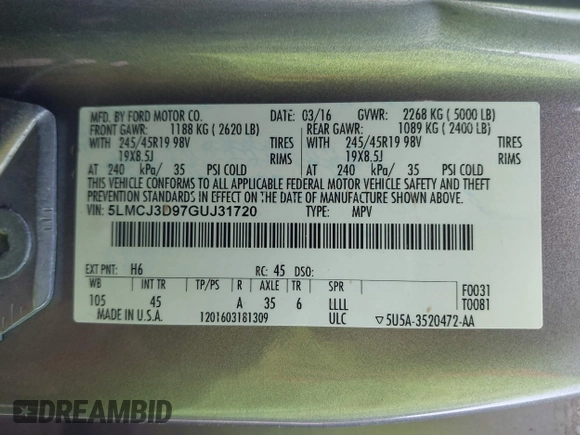 MFD. BY FORD MOTOR CO. DATE: 03/16 GVWR: 2268 KG ( 5000 LB)
FRONT GAWR: 1188 KG ( 2620 LB) REAR GAWR: 1089 KG ( 2400 LB)
WITH 245/45R19 98V TIRES WITH 245/45R19 98V TIRES
19X8.5J RIMS 19X8.5J RIMS
AT 240 kPa/ 35 PSI COLD AT 240 kPa/ 35 PSI COLD
THIS VEHICLE CONFORMS TO ALL APPLICABLE FEDERAL MOTOR VEHICLE SAFETY AND THEFT
PREVENTION STANDARDS IN EFFECT ON THE DATE OF MANUFACTURE SHOWN ABOVE.
VIN: 5LMCJ3D97GUJ31720 TYPE: MPV
EXT PNT: H6 RC: 45 DSO:
WB INT TR TP/PS R AXLE TR SPR F0031
105 45 A 35 6 LLLL T0081
MADE IN U.S.A. 1201603181309 ULC ▽5U5A-3520472-AA
DREAMBID